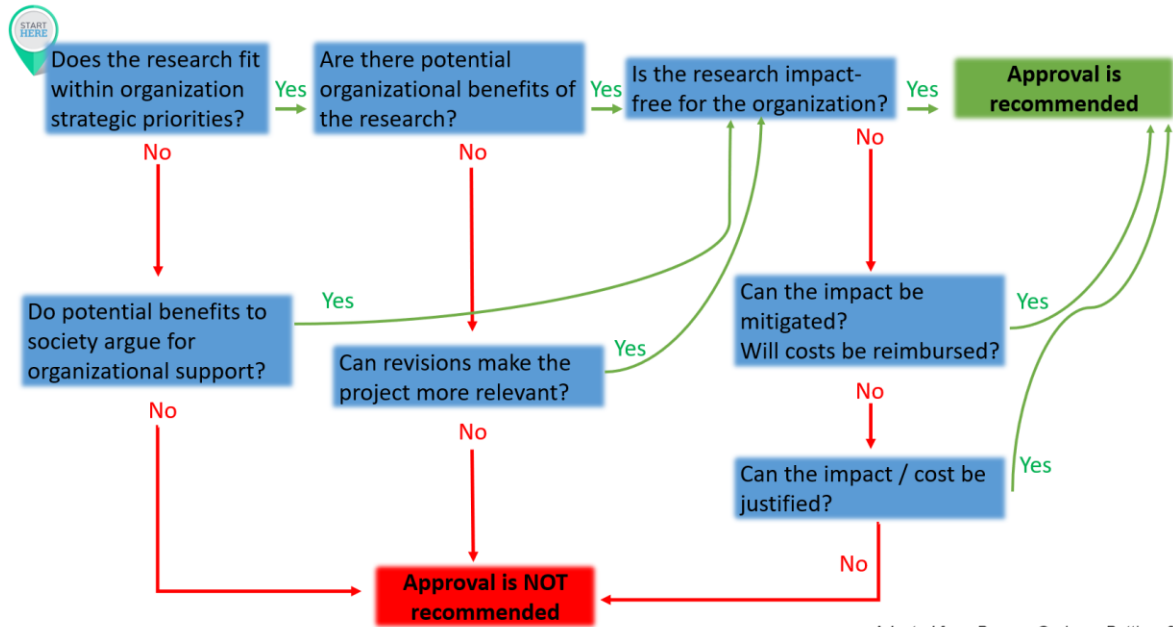 START
HERE
Does the research fit
within organization
strategic priorities?
Yes
Are there potential
organizational benefits of
the research?
Yes
Is the research impact-
free for the organization?
Yes
Approval is
recommended
No
No
No
Do potential benefits to
society argue for
organizational support?
Yes
Can revisions make the
project more relevant?
Yes
Can the impact be
mitigated?
Will costs be reimbursed?
Yes
No
No
No
Can the impact / cost be
justified?
Yes
No
Approval is NOT
recommended